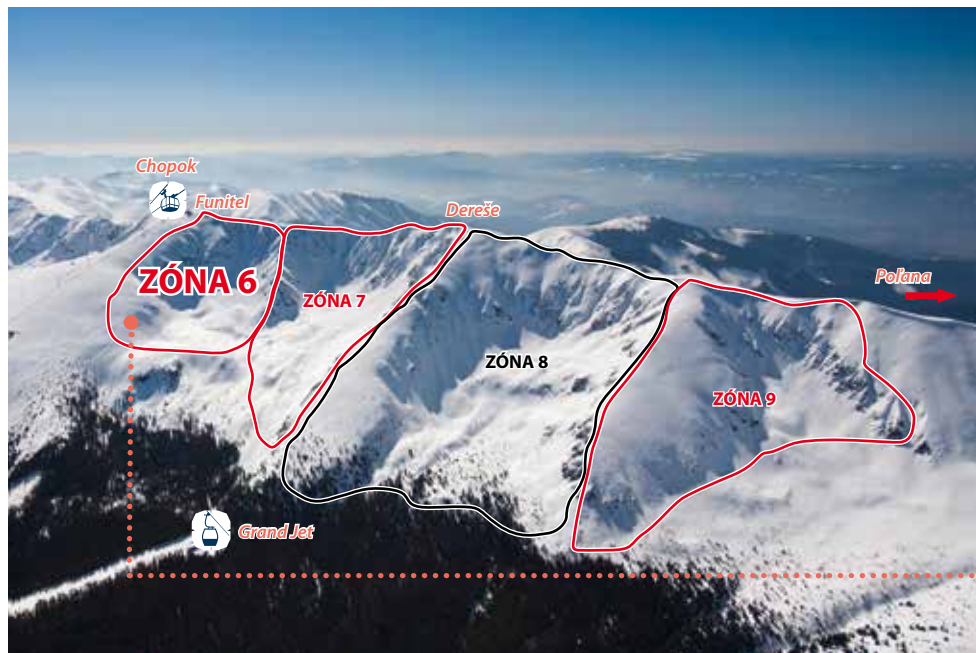 Chopok
Funitel
Dereše
Poľana
ZÓNA 6
ZÓNA 7
ZÓNA 8
ZÓNA 9
Grand Jet